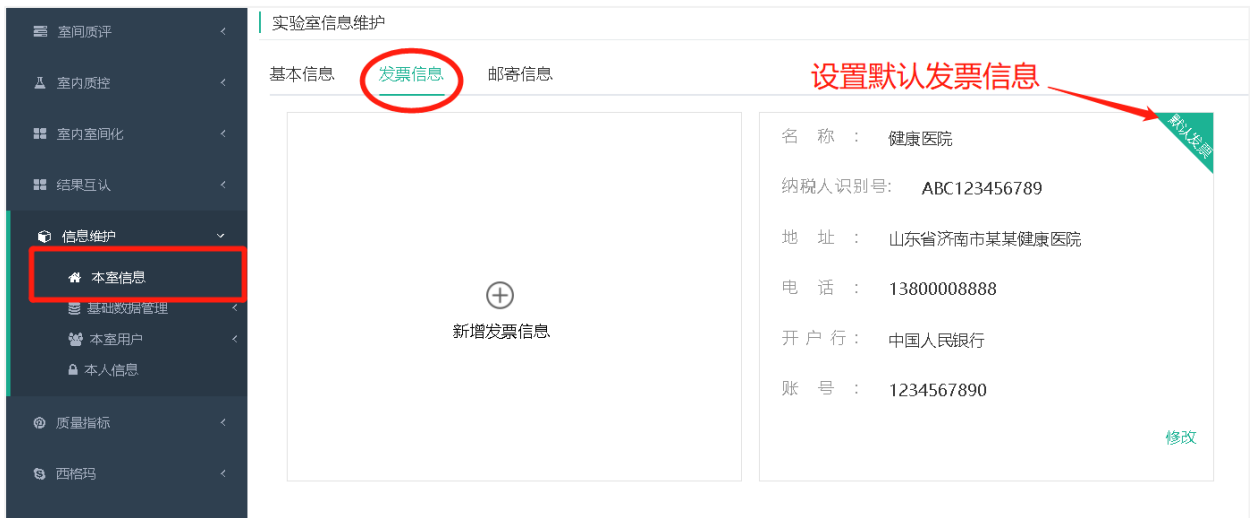 室间质评
室内质控
室内室间化
结果互认
信息维护
本室信息
基础数据管理
本室用户
本人信息
质量指标
西格玛
实验室信息维护
基本信息 发票信息 邮寄信息
设置默认发票信息
新增发票信息
默认发票
名 称 : 健康医院
纳税人识别号: ABC123456789
地 址 : 山东省济南市某某健康医院
电 话 : 13800008888
开 户 行 : 中国人民银行
账 号 : 1234567890
修改